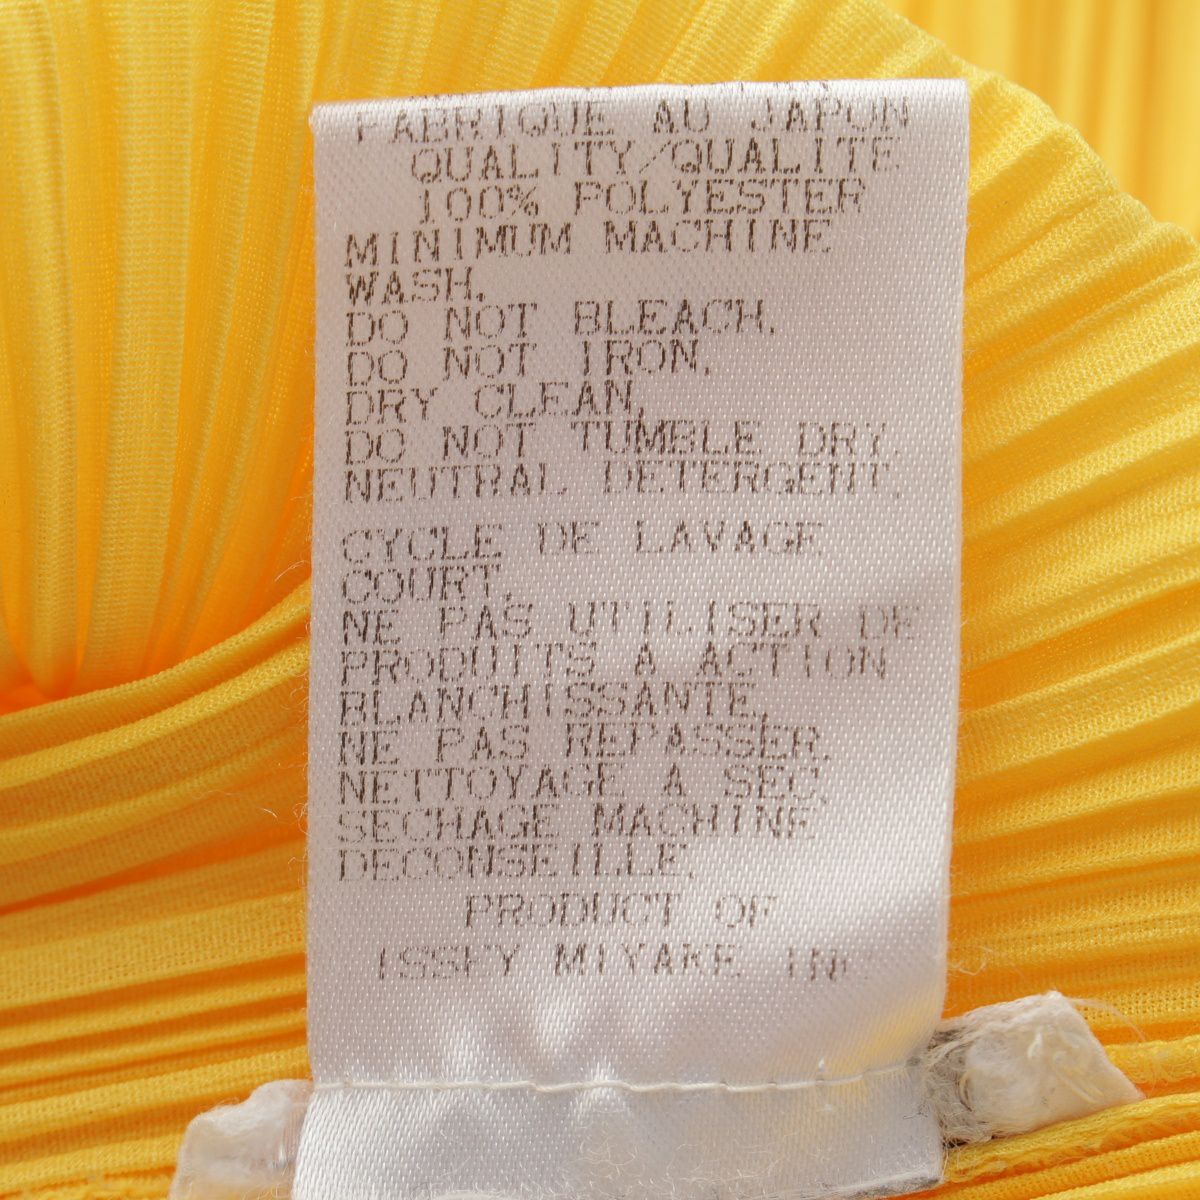 FABRIQUE AU JAPON
QUALITY/QUALITE
100% POLYESTER
MINIMUM MACHINE
WASH.
DO NOT BLEACH.
DO NOT IRON.
DRY CLEAN.
DO NOT TUMBLE DRY.
NEUTRAL DETERGENT.
CYCLE DE LAVAGE
COURT.
NE PAS UTILISER DE
PRODUITS A ACTION
BLANCHISSANTE.
NE PAS REPASSER.
NETTOYAGE A SEC.
SECHAGE MACHINE
DECONSEILLE.
PRODUCT OF
ISSEY MIYAKE INC